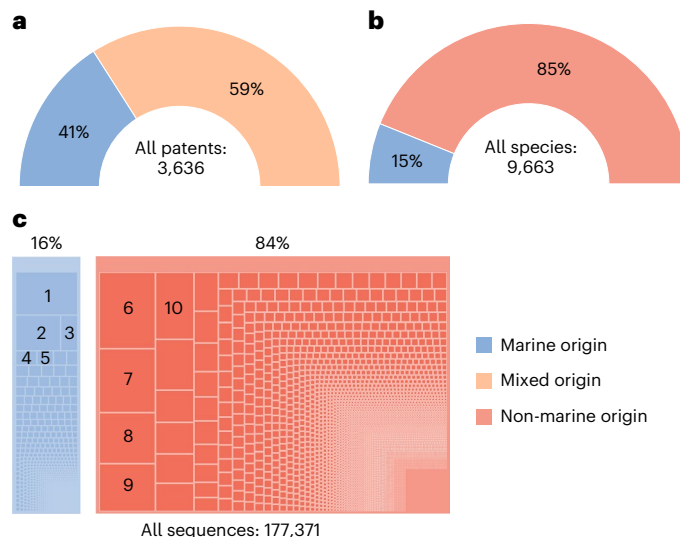 a
59%
41%
All patents:
3,636
b
85%
15%
All species:
9,663
c
16%
84%
1
2 3
4 5
6 10
7
8
9
All sequences: 177,371
Marine origin
Mixed origin
Non-marine origin